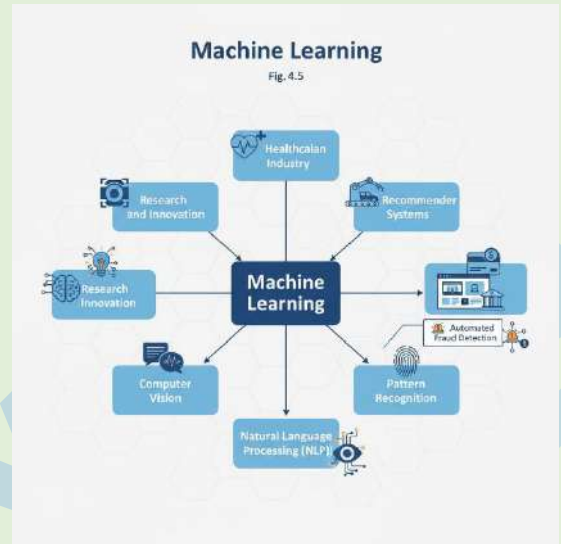 Machine Learning
Fig. 4.5
Healthcaian
Industry
Research
and Innovation
Recommender
Systems
Research
Innovation
Machine
Learning
Automated
Fraud Detection
Computer
Vision
Pattern
Recognition
Natural Language
Processing (NLP)